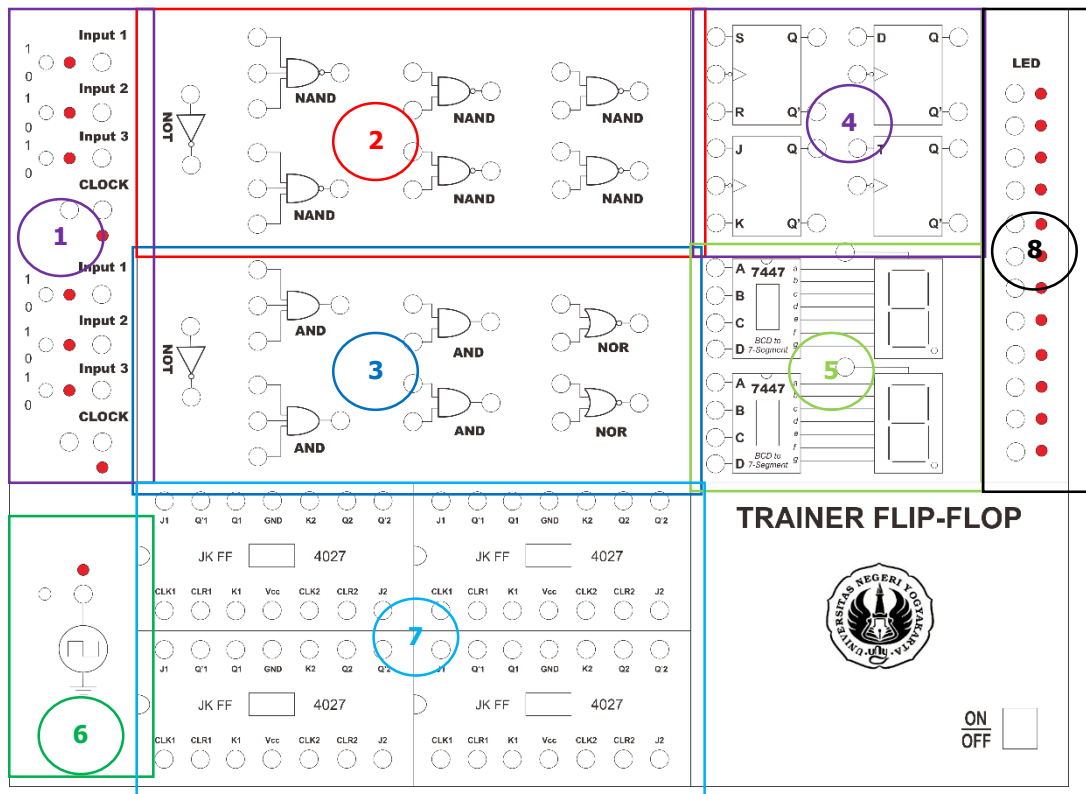 Input 1
1
0
Input 2
1
0
Input 3
1
0
CLOCK
1
Input 1
1
0
Input 2
1
0
Input 3
1
0
CLOCK
NOT
NAND
NAND
NAND
2
NAND
NAND
NAND
NOT
AND
AND
NOR
3
AND
AND
NOR
S Q
R Q'
D Q
Q'
4
J Q
K Q'
T Q
Q'
A 7447 a
b
B c
C d
e
f
D BCD to g
7-Segment
5
A 7447 a
b
B c
C d
e
f
D BCD to g
7-Segment
LED
8
6
J1 Q'1 Q1 GND K2 Q2 Q'2
JK FF 4027
CLK1 CLR1 K1 Vcc CLK2 CLR2 J2
J1 Q'1 Q1 GND K2 Q2 Q'2
JK FF 4027
CLK1 CLR1 K1 Vcc CLK2 CLR2 J2
7
J1 Q'1 Q1 GND K2 Q2 Q'2
JK FF 4027
CLK1 CLR1 K1 Vcc CLK2 CLR2 J2
J1 Q'1 Q1 GND K2 Q2 Q'2
JK FF 4027
CLK1 CLR1 K1 Vcc CLK2 CLR2 J2
TRAINER FLIP-FLOP
UNIVERSITAS NEGERI YOGYAKARTA
ON
OFF